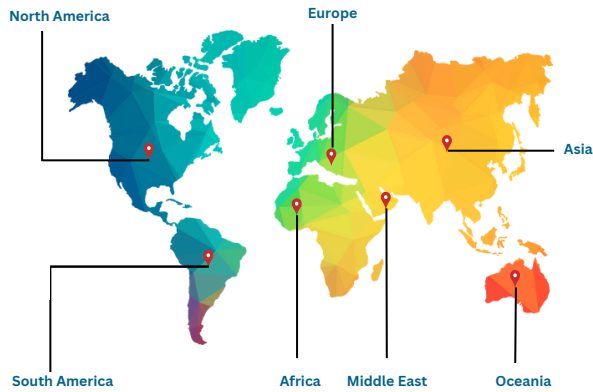 North America
Europe
Asia
South America
Africa
Middle East
Oceania